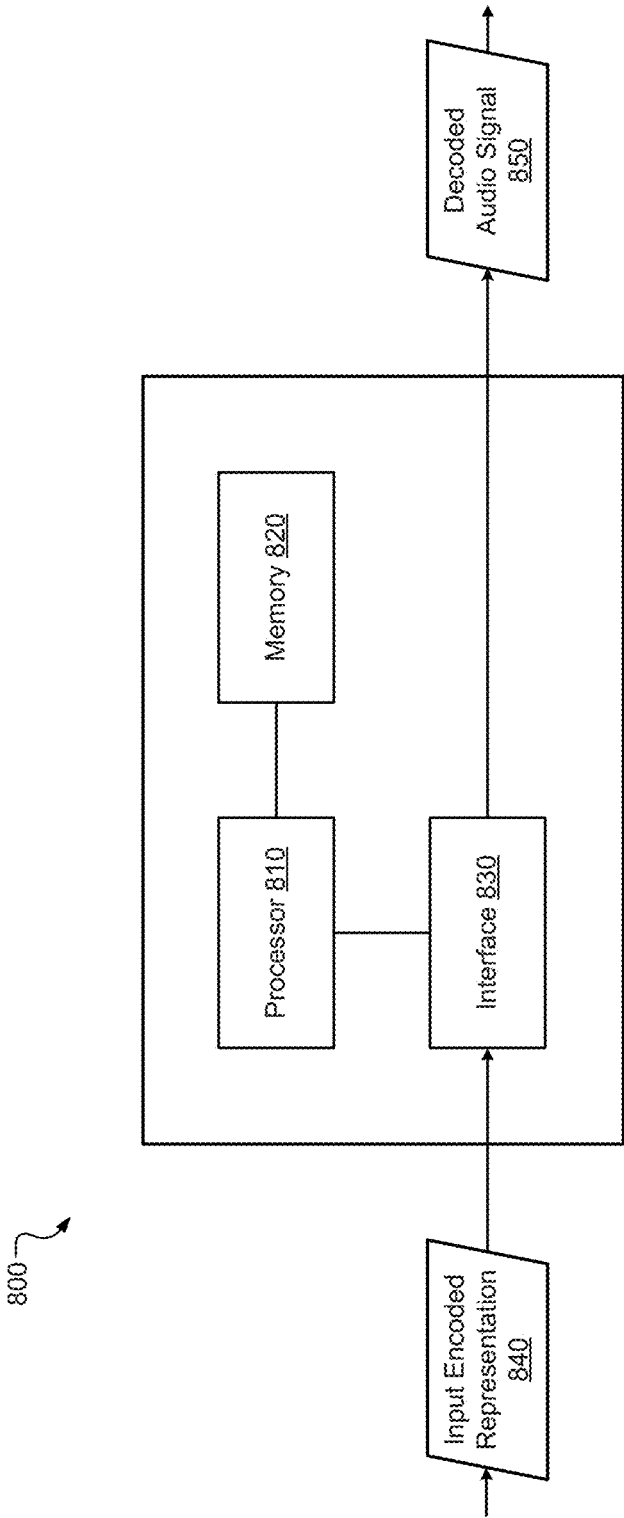 800
Processor 810
Memory 820
Input Encoded
Representation
840
Interface 830
Decoded
Audio Signal
850